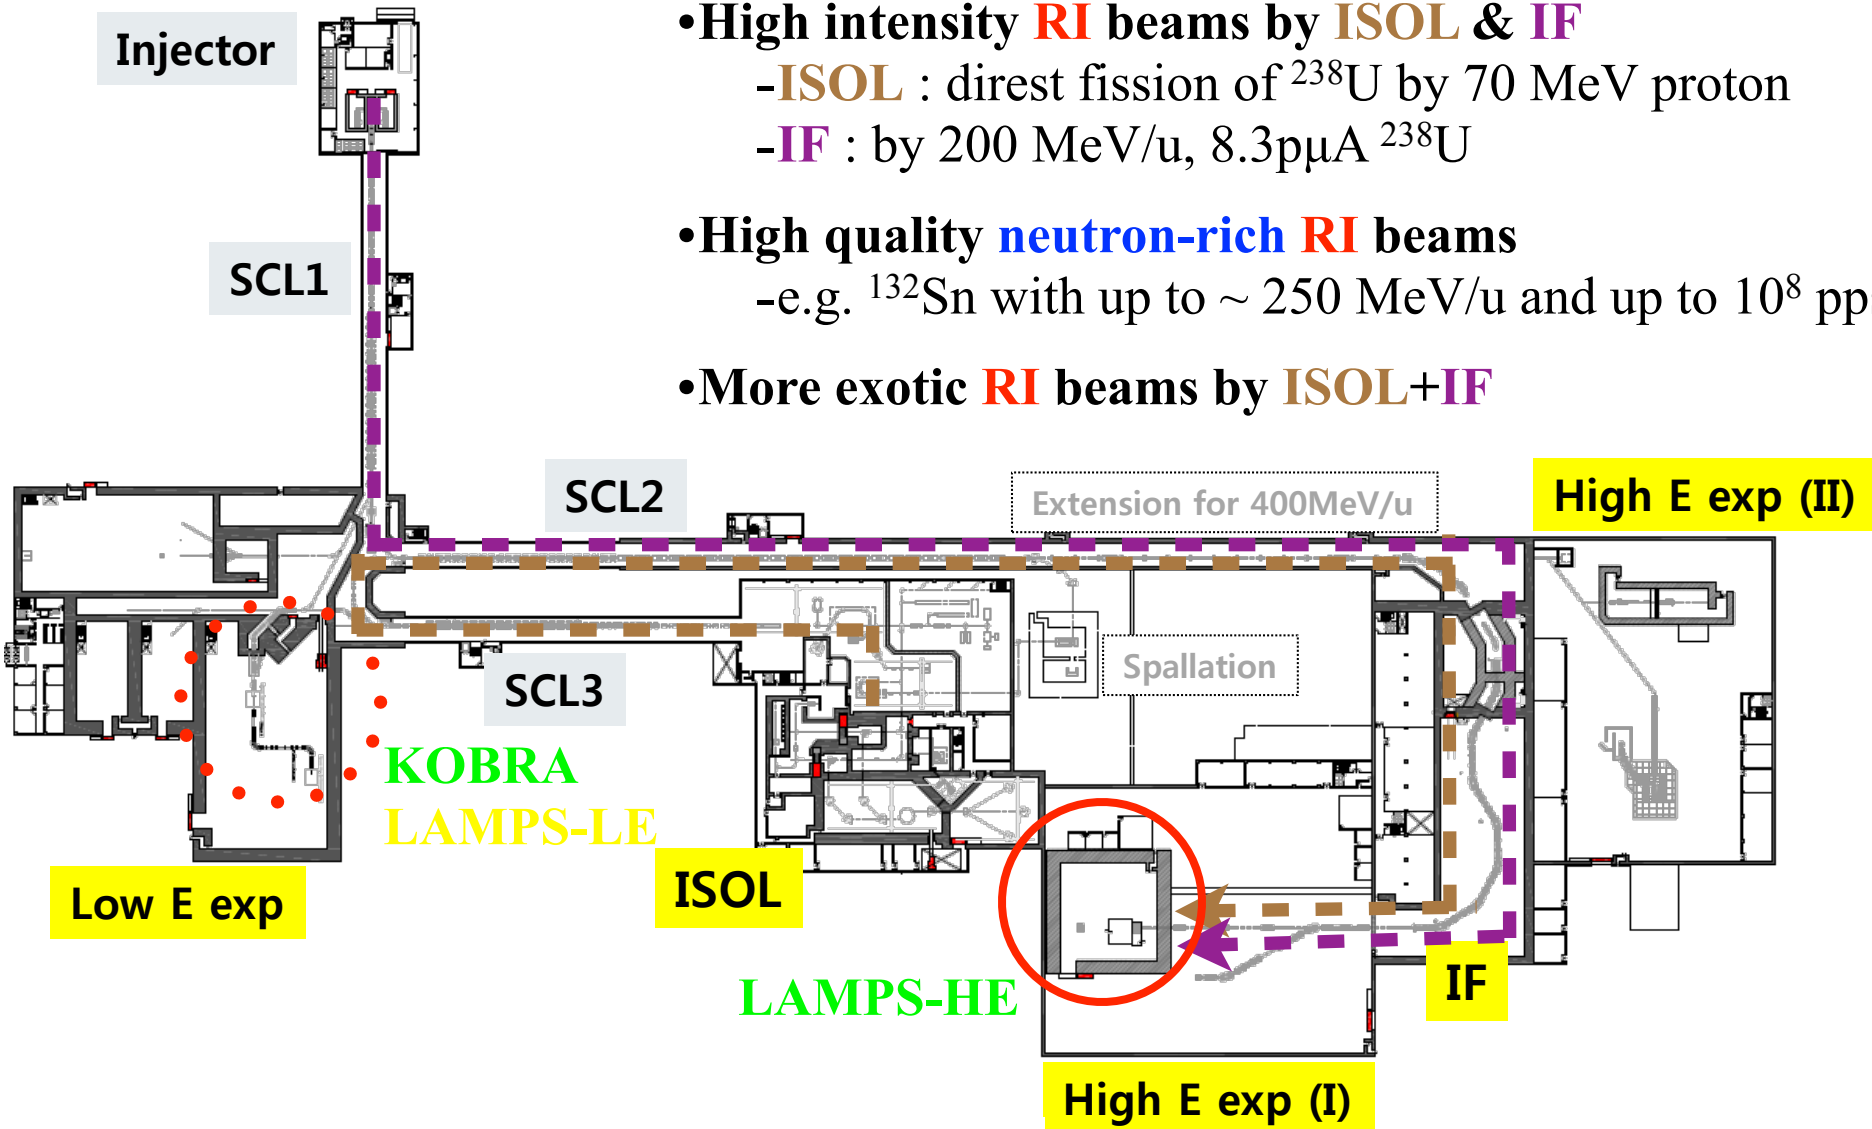 •High intensity RI beams by ISOL & IF
-ISOL : direst fission of ²³⁸U by 70 MeV proton
-IF : by 200 MeV/u, 8.3pμA ²³⁸U
•High quality neutron-rich RI beams
-e.g. ¹³²Sn with up to ~ 250 MeV/u and up to 10⁸ pp
•More exotic RI beams by ISOL+IF
Injector
SCL1
SCL2
Extension for 400MeV/u
High E exp (II)
Spallation
SCL3
KOBRA
LAMPS-LE
Low E exp
ISOL
LAMPS-HE
IF
High E exp (I)